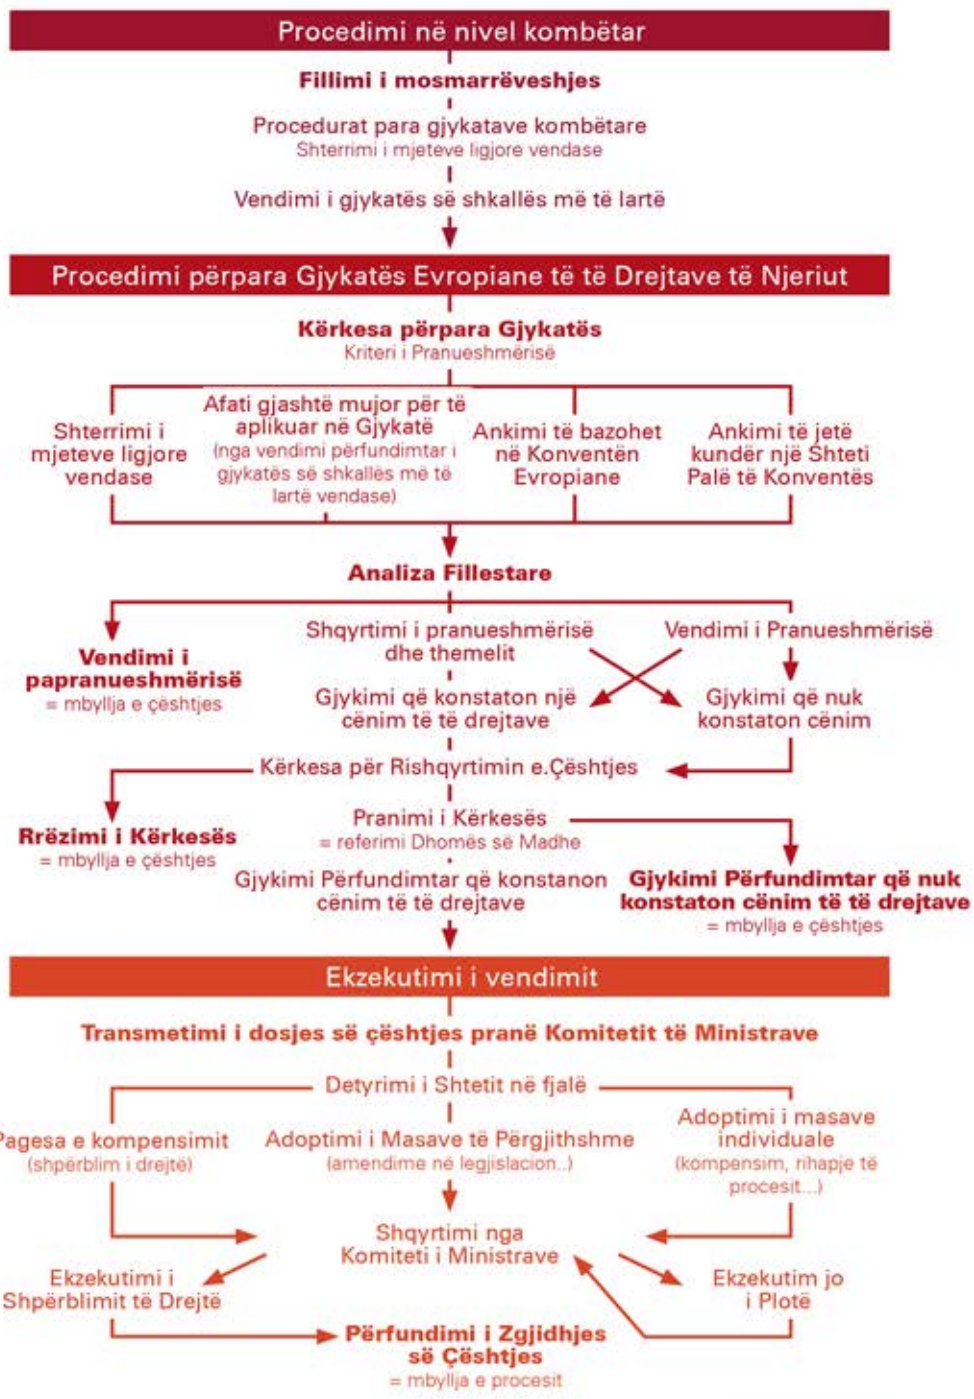 Procedimi në nivel kombëtar
Fillimi i mosmarrëveshjes
Procedurat para gjykatave kombëtare
Shterrimi i mjeteve ligjore vendase
Vendimi i gjykatës së shkallës më të lartë
Procedimi përpara Gjykatës Evropiane të të Drejtave të Njeriut
Kërkesa përpara Gjykatës
Kriteri i Pranueshmërisë
Shterrimi i
mjeteve ligjore
vendase
Afati gjashtë mujor për të
aplikuar në Gjykatë
(nga vendimi përfundimtar i
gjykatës së shkallës më të
lartë vendase)
Ankimi të bazohet
në Konventën
Evropiane
Ankimi të jetë
kundër një Shteti
Palë të Konventës
Analiza Fillestare
Vendimi i
papranueshmërisë
= mbyllja e çështjes
Shqyrtimi i pranueshmërisë
dhe themelit
Vendimi i Pranueshmërisë
Gjykimi që konstaton një
cënim të të drejtave
Gjykimi që nuk
konstaton cënim
Kërkesa për Rishqyrtimin e.Çështjes
Rrëzimi i Kërkesës
= mbyllja e çështjes
Pranimi i Kërkesës
= referimi Dhomës së Madhe
Gjykimi Përfundimtar që konstanon
cënim të të drejtave
Gjykimi Përfundimtar që nuk
konstaton cënim të të drejtave
= mbyllja e çështjes
Ekzekutimi i vendimit
Transmetimi i dosjes së çështjes pranë Komitetit të Ministrave
Detyrimi i Shtetit në fjalë
Pagesa e kompensimit
(shpërblim i drejtë)
Adoptimi i Masave të Përgjithshme
(amendime në legjislacion..)
Adoptimi i masave
individuale
(kompensim, rihapje të
procesit...)
Shqyrtimi nga
Komiteti i Ministrave
Ekzekutimi i
Shpërblimit të Drejtë
Ekzekutim jo
i Plotë
Përfundimi i Zgjidhjes
së Çështjes
= mbyllja e procesit